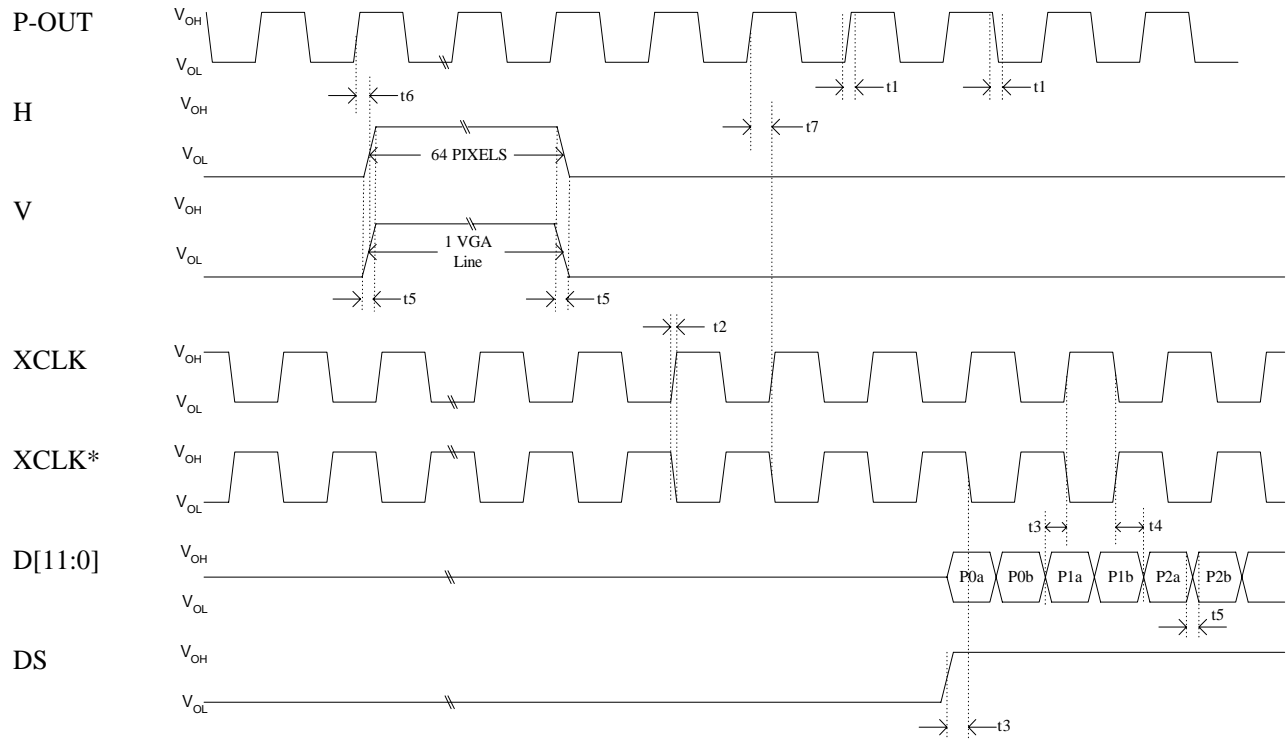 P-OUT
VOH
VOL
t6
t1
t1
H
VOH
VOL
t7
64 PIXELS
V
VOH
VOL
1 VGA
Line
t5
t5
t2
XCLK
VOH
VOL
XCLK*
VOH
VOL
t3
t4
D[11:0]
VOH
VOL
P0a
P0b
P1a
P1b
P2a
P2b
t5
DS
VOH
VOL
t3